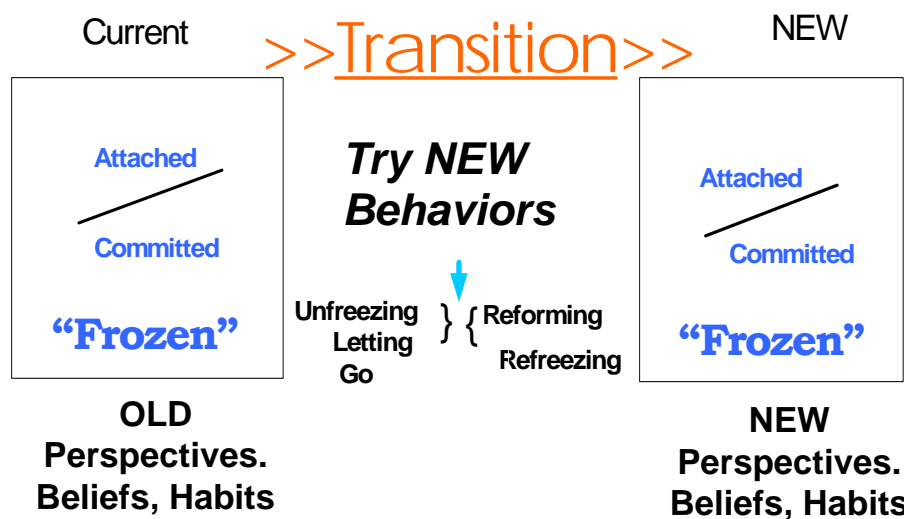 Current
>>Transition>>
NEW
Attached
Committed
“Frozen”
OLD
Perspectives.
Beliefs, Habits
Try NEW
Behaviors
Unfreezing
Letting
Go
} {
Reforming
Refreezing
Attached
Committed
“Frozen”
NEW
Perspectives.
Beliefs, Habits